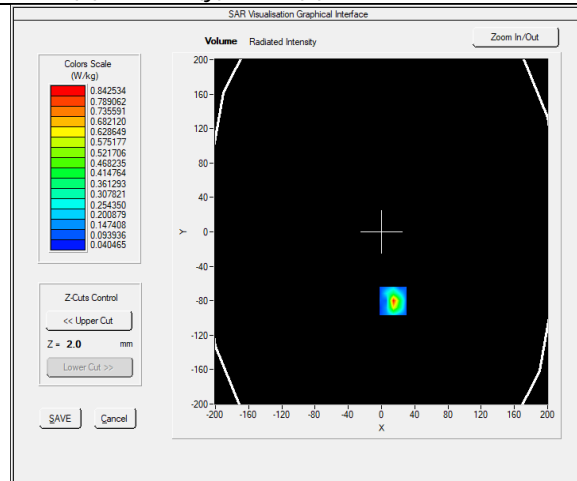 SAR Visualisation Graphical Interface
Volume Radiated Intensity
Zoom In/Out
Colors Scale
(W/kg)
0.842534
0.789062
0.735591
0.682120
0.628649
0.575177
0.521706
0.468235
0.414764
0.361293
0.307821
0.254350
0.200879
0.147408
0.093936
0.040465
Z-Cuts Control
<< Upper Cut
Z = 2.0 mm
Lower Cut >>
SAVE Cancel
200
160
120
80
40
0
-40
-80
-120
-160
-200
Y
-200 -160 -120 -80 -40 0 40 80 120 160 200
X